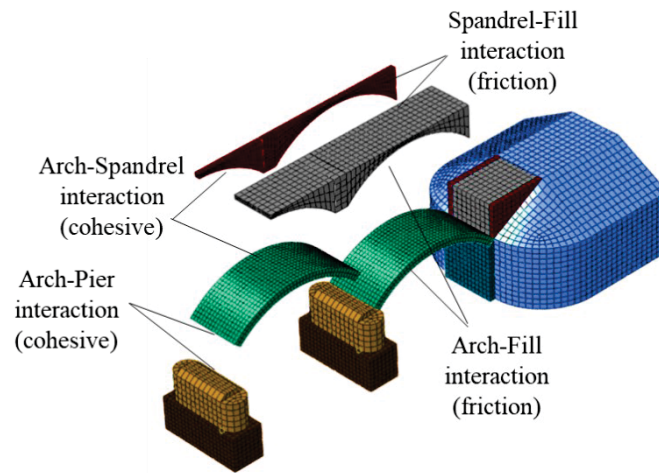 Spandrel-Fill
interaction
(friction)
Arch-Spandrel
interaction
(cohesive)
Arch-Pier
interaction
(cohesive)
Arch-Fill
interaction
(friction)